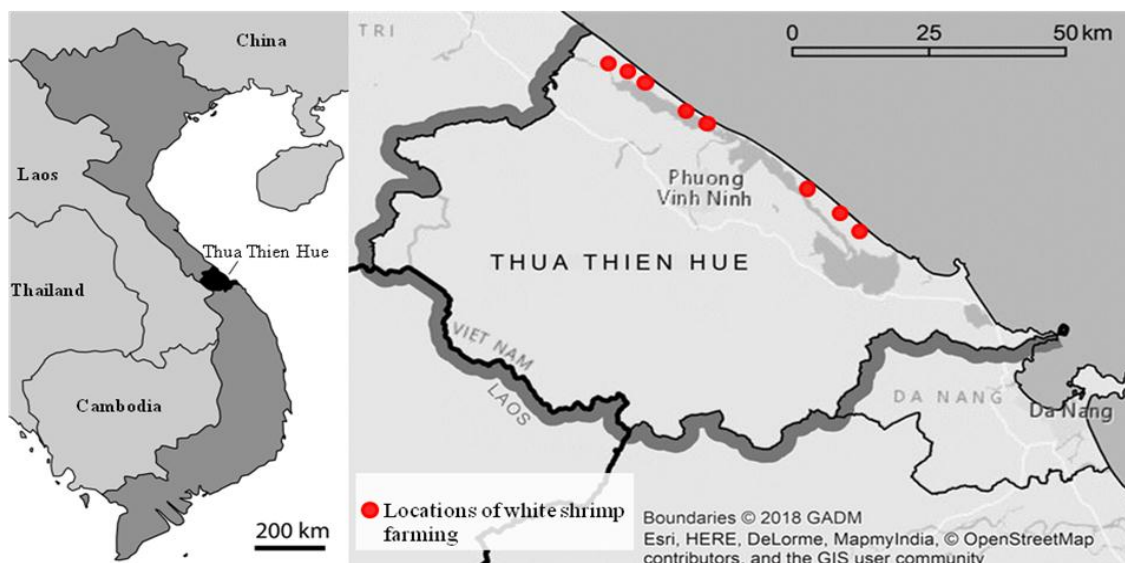 China
Laos
Thua Thien Hue
Thailand
Cambodia
200 km
TRI
0 25 50 km
Phuong
Vinh Ninh
THUA THIEN HUE
VIET NAM
LAOS
DA NANG
Da Nang
Locations of white shrimp
farming
Boundaries © 2018 GADM
Esri, HERE, DeLorme, MapmyIndia, © OpenStreetMap
contributors, and the GIS user community